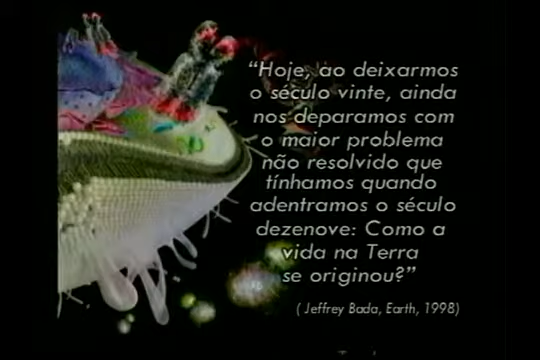 “Hoje, ao deixarmos
o século vinte, ainda
nos deparamos com
o maior problema
não resolvido que
tínhamos quando
adentramos o século
dezenove: Como a
vida na Terra
se originou?”
( Jeffrey Bada, Earth, 1998)